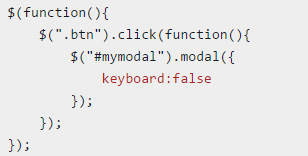 $(function(){
    $(".btn").click(function(){
        $("#mymodal").modal({
            keyboard:false
        });
    });
});